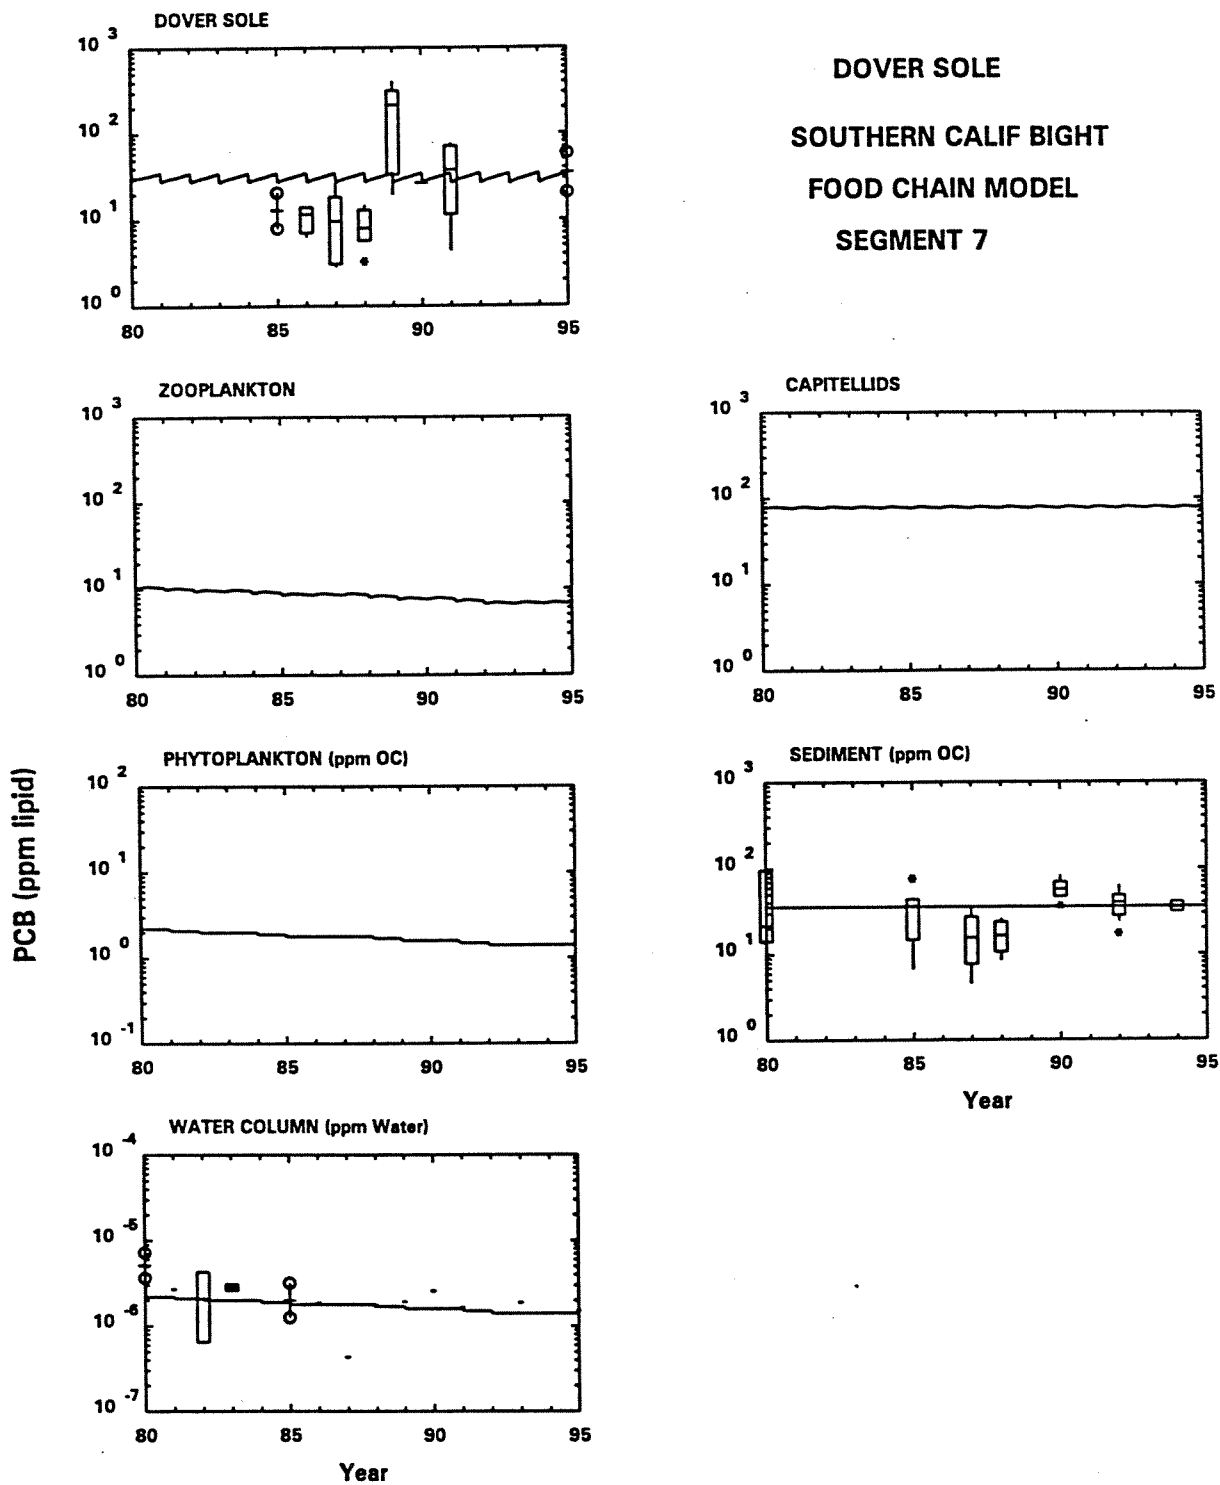 DOVER SOLE
10 3
10 2
10 1
10 0
80 85 90 95
DOVER SOLE
SOUTHERN CALIF BIGHT
FOOD CHAIN MODEL
SEGMENT 7
ZOOPLANKTON
10 3
10 2
10 1
10 0
80 85 90 95
CAPITELLIDS
10 3
10 2
10 1
10 0
80 85 90 95
PCB (ppm lipid)
PHYTOPLANKTON (ppm OC)
10 2
10 1
10 0
10 -1
80 85 90 95
SEDIMENT (ppm OC)
10 3
10 2
10 1
10 0
80 85 90 95
Year
WATER COLUMN (ppm Water)
10 -4
10 -5
10 -6
10 -7
80 85 90 95
Year